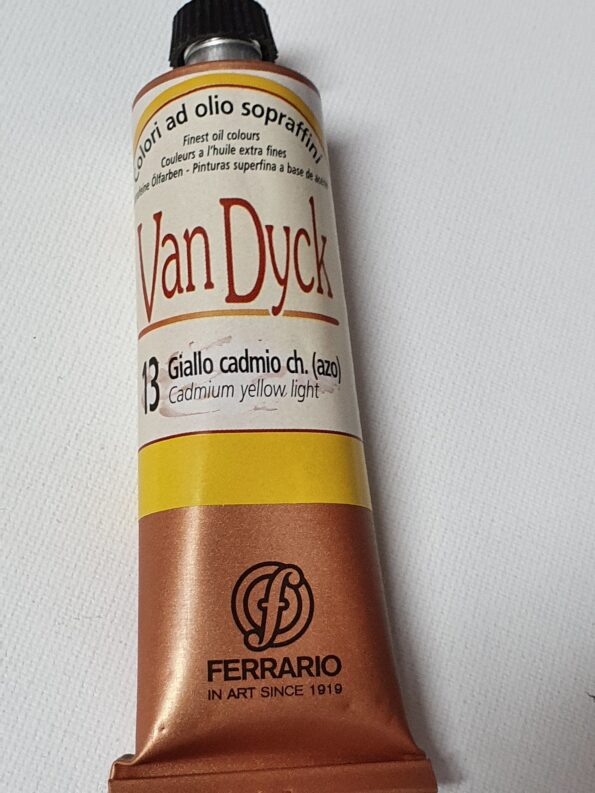 Colori ad olio sopraffini
Finest oil colours
Couleurs a l'huile extra fines
Ölfarben - Pinturas superfina a base de
Van Dyck
13 Giallo cadmio ch. (azo)
Cadmium yellow light
f
FERRARIO
IN ART SINCE 1919